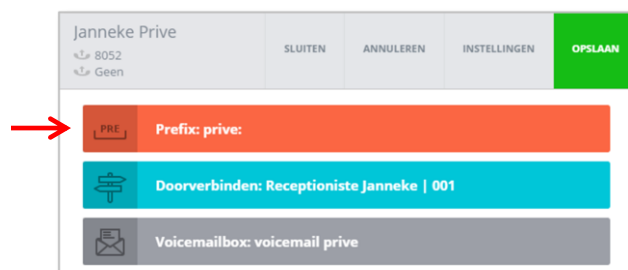 Janneke Prive
8052
Geen
SLUITEN
ANNULEREN
INSTELLINGEN
OPSLAAN
PRE
Prefix: prive:
Doorverbinden: Receptioniste Janneke | 001
Voicemailbox: voicemail prive